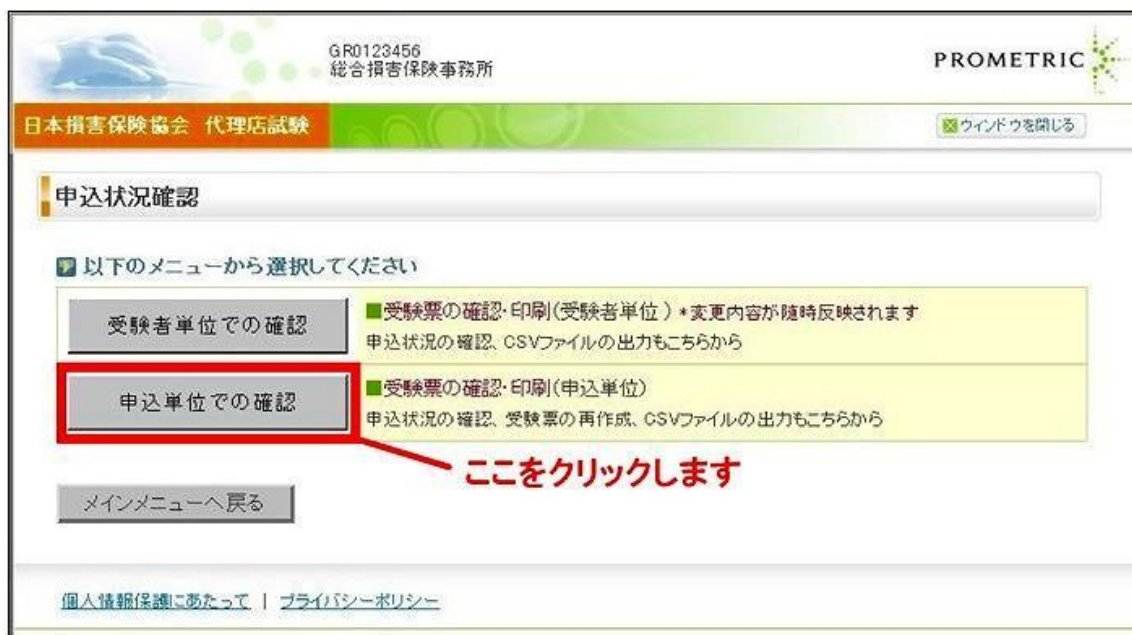 GR0123456
総合損害保険事務所
PROMETRIC
日本損害保険協会 代理店試験
ウィンドウを閉じる
申込状況確認
以下のメニューから選択してください
受験者単位での確認
■受験票の確認・印刷(受験者単位)*変更内容が随時反映されます
申込状況の確認、CSVファイルの出力もこちらから
申込単位での確認
■受験票の確認・印刷(申込単位)
申込状況の確認、受験票の再作成、CSVファイルの出力もこちらから
ここをクリックします
メインメニューへ戻る
個人情報保護にあたって | プライバシーポリシー